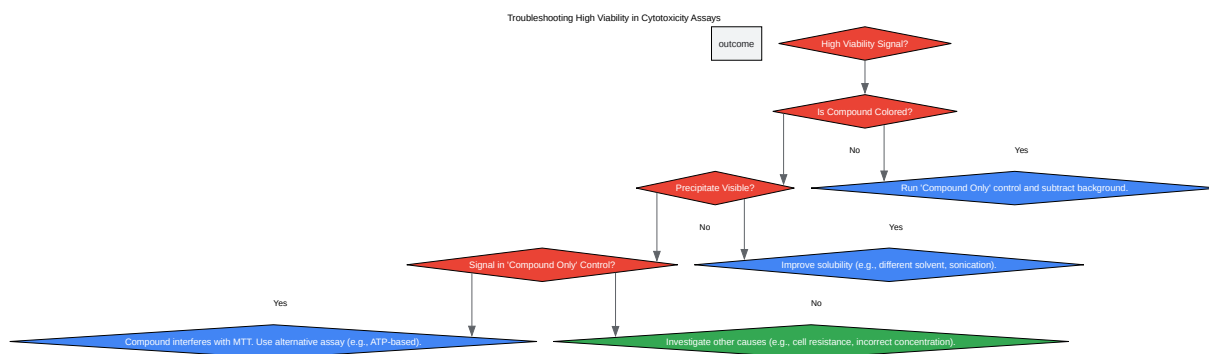 Troubleshooting High Viability in Cytotoxicity Assays
outcome
High Viability Signal?
Is Compound Colored?
No
Yes
Precipitate Visible?
Run 'Compound Only' control and subtract background.
No
Yes
Signal in 'Compound Only' Control?
Improve solubility (e.g., different solvent, sonication).
Yes
No
Compound interferes with MTT. Use alternative assay (e.g., ATP-based).
Investigate other causes (e.g., cell resistance, incorrect concentration).